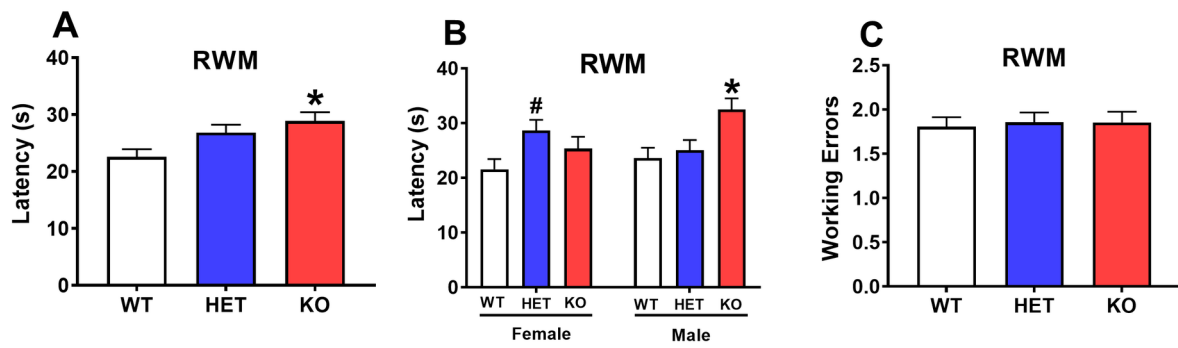 A
RWM
Latency (s)
40
30
20
10
0
*
WT HET KO
B
RWM
Latency (s)
40
30
20
10
0
#
*
WT HET KO WT HET KO
Female Male
C
RWM
Working Errors
2.5
2.0
1.5
1.0
0.5
0.0
WT HET KO